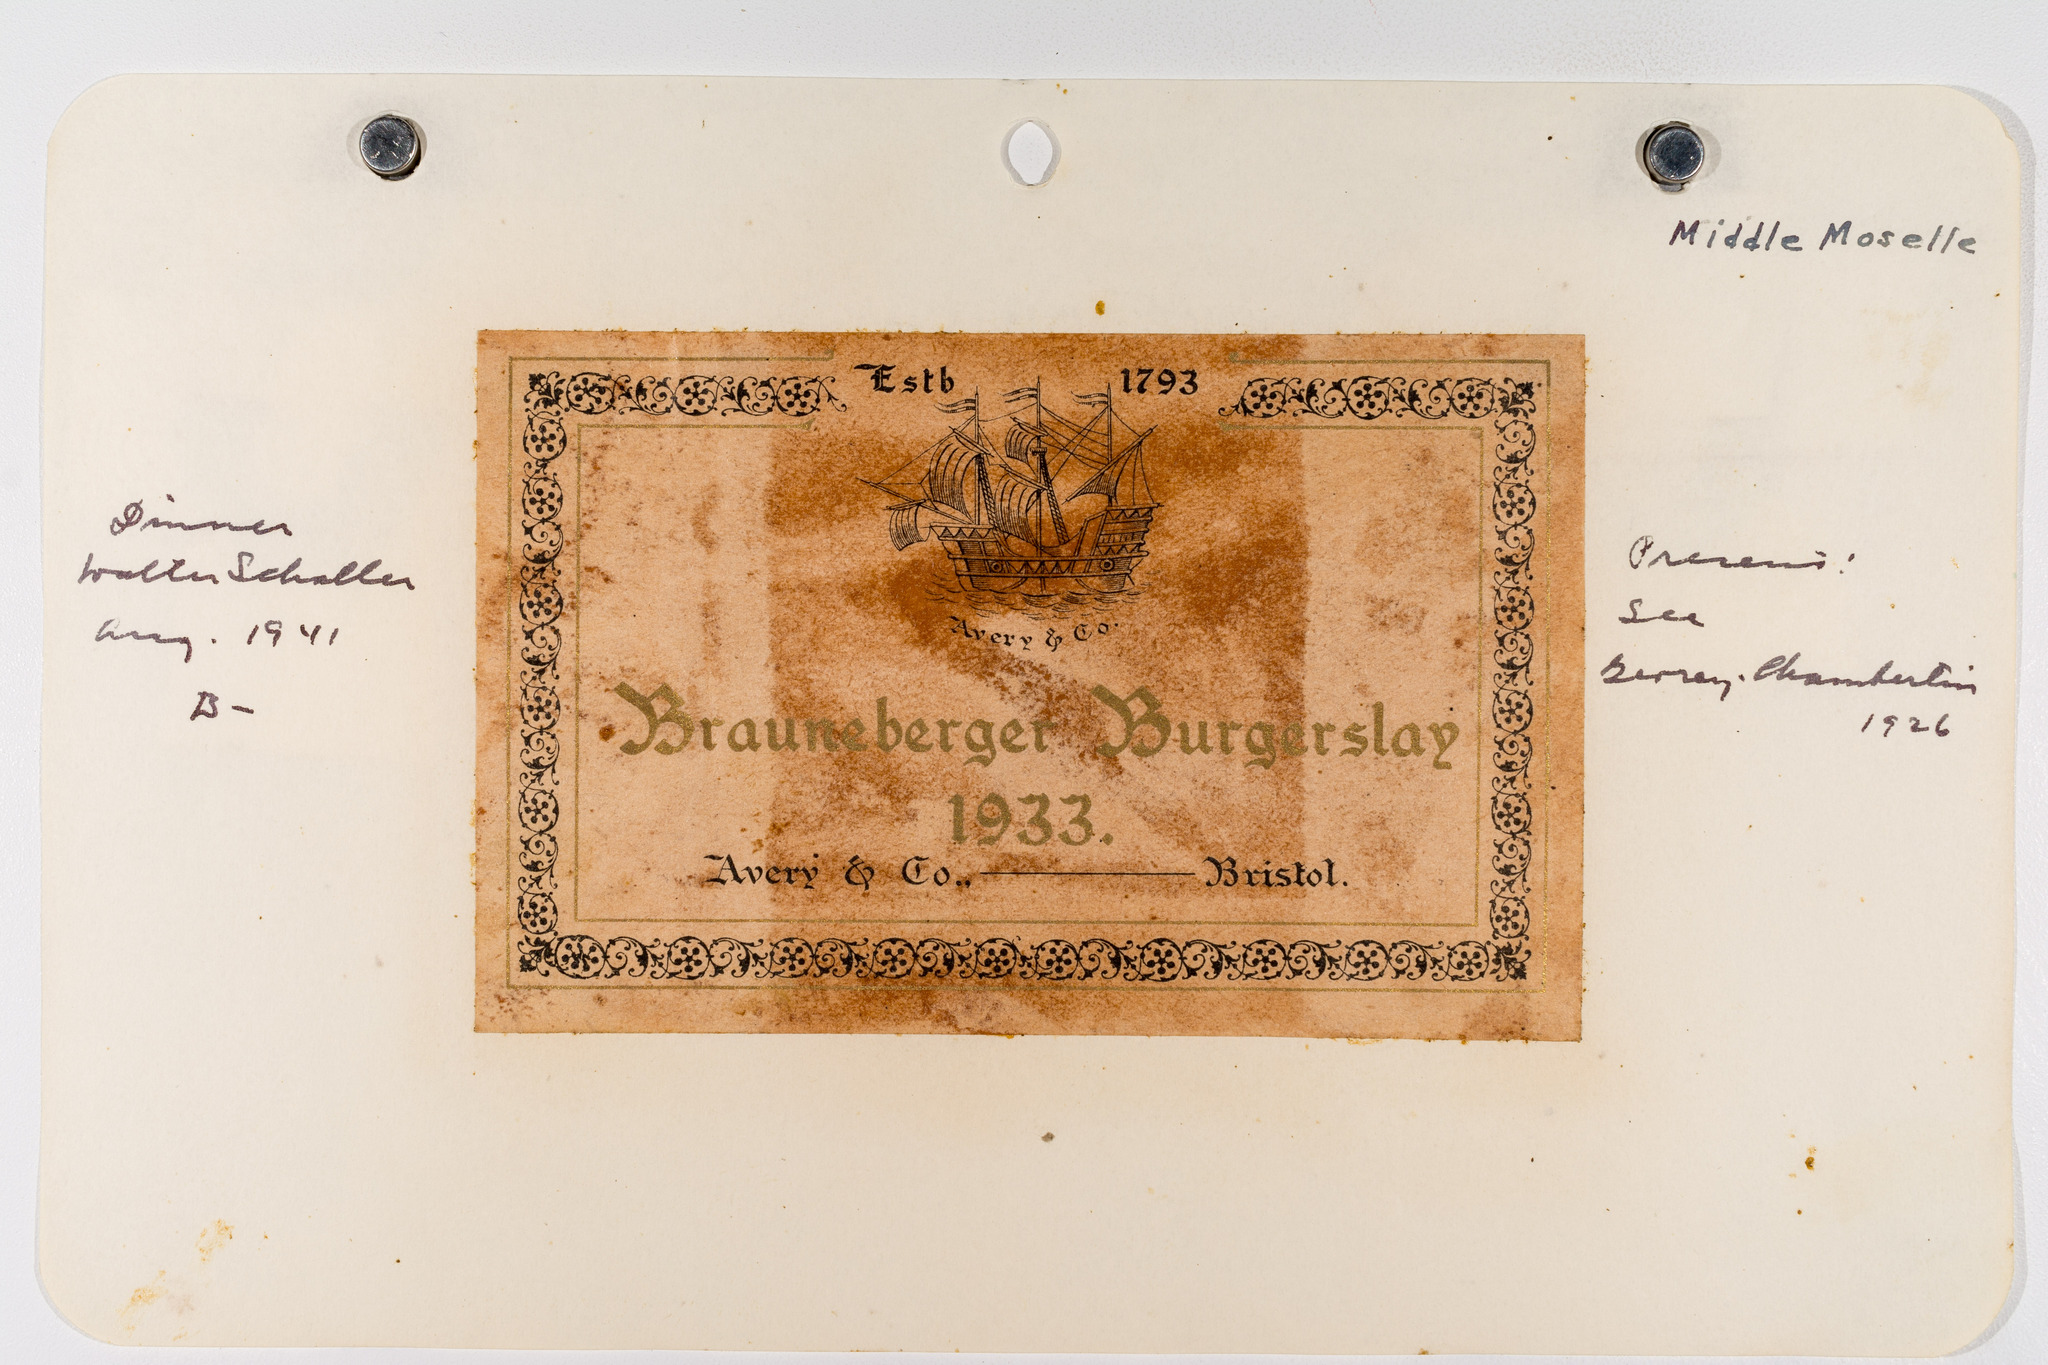 Middle Moselle
Estb 1793
Avery & Co.
Brauneberger Burgerslay
1933.
Avery & Co., Bristol.
Dinner
Walter Schaller
Aug. 1941
B-
Present:
See
Gevrey-Chambertin
1926